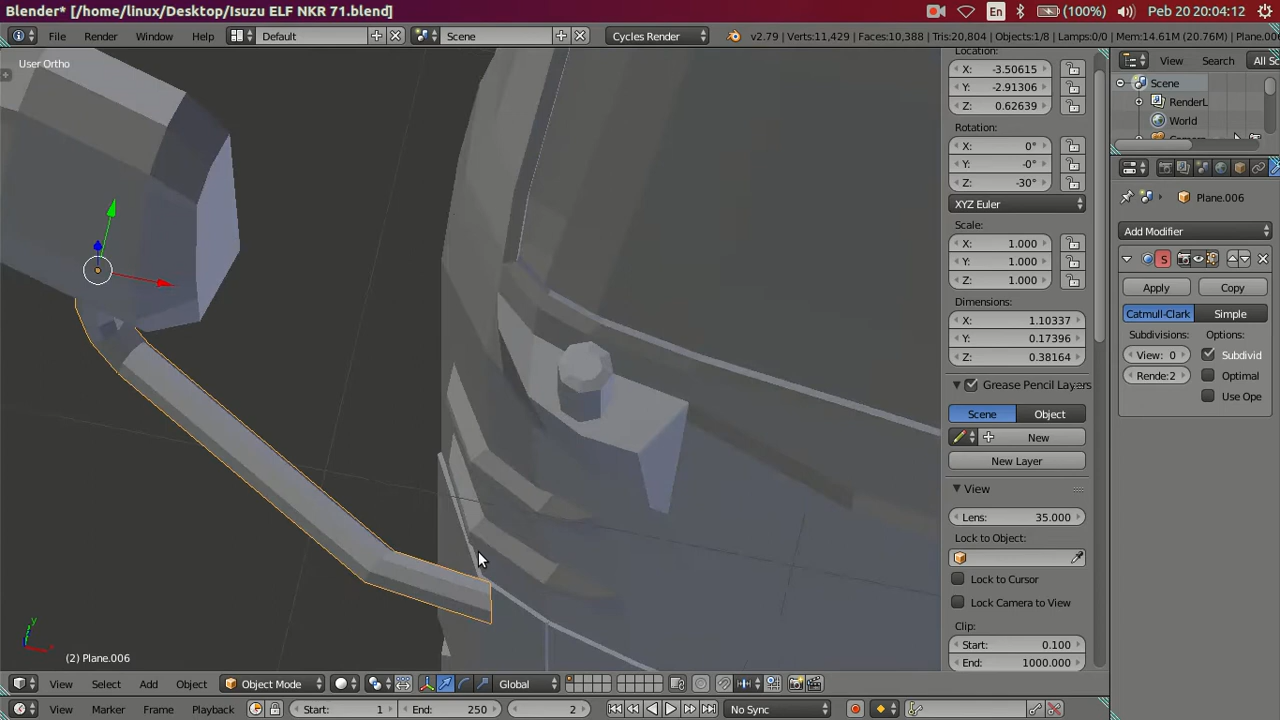 Blender* [/home/linux/Desktop/Isuzu ELF NKR 71.blend] En (100%) Peb 20 20:04:12
File Render Window Help Default Scene Cycles Render v2.79 | Verts:11,429 | Faces:10,388 | Tris:20,804 | Objects:1/8 | Lamps:0/0 | Mem:14.61M (20.76M) | Plane.006
User Ortho
Location:
X: -3.50615
Y: -2.91306
Z: 0.62639
Rotation:
X: 0°
Y: -0°
Z: -30°
XYZ Euler
Scale:
X: 1.000
Y: 1.000
Z: 1.000
Dimensions:
X: 1.10337
Y: 0.17396
Z: 0.38164
Grease Pencil Layers
Scene Object
New
New Layer
View
Lens: 35.000
Lock to Object:
Lock to Cursor
Lock Camera to View
Clip:
Start: 0.100
End: 1000.000
View Search All Sc
Scene
RenderL
World
Plane.006
Add Modifier
S
Apply Copy
Catmull-Clark Simple
Subdivisions: Options:
View: 0 Subdivid
Rende:2 Optimal
Use Ope
y
x
(2) Plane.006
View Select Add Object Object Mode Global
View Marker Frame Playback Start: 1 End: 250 2 No Sync